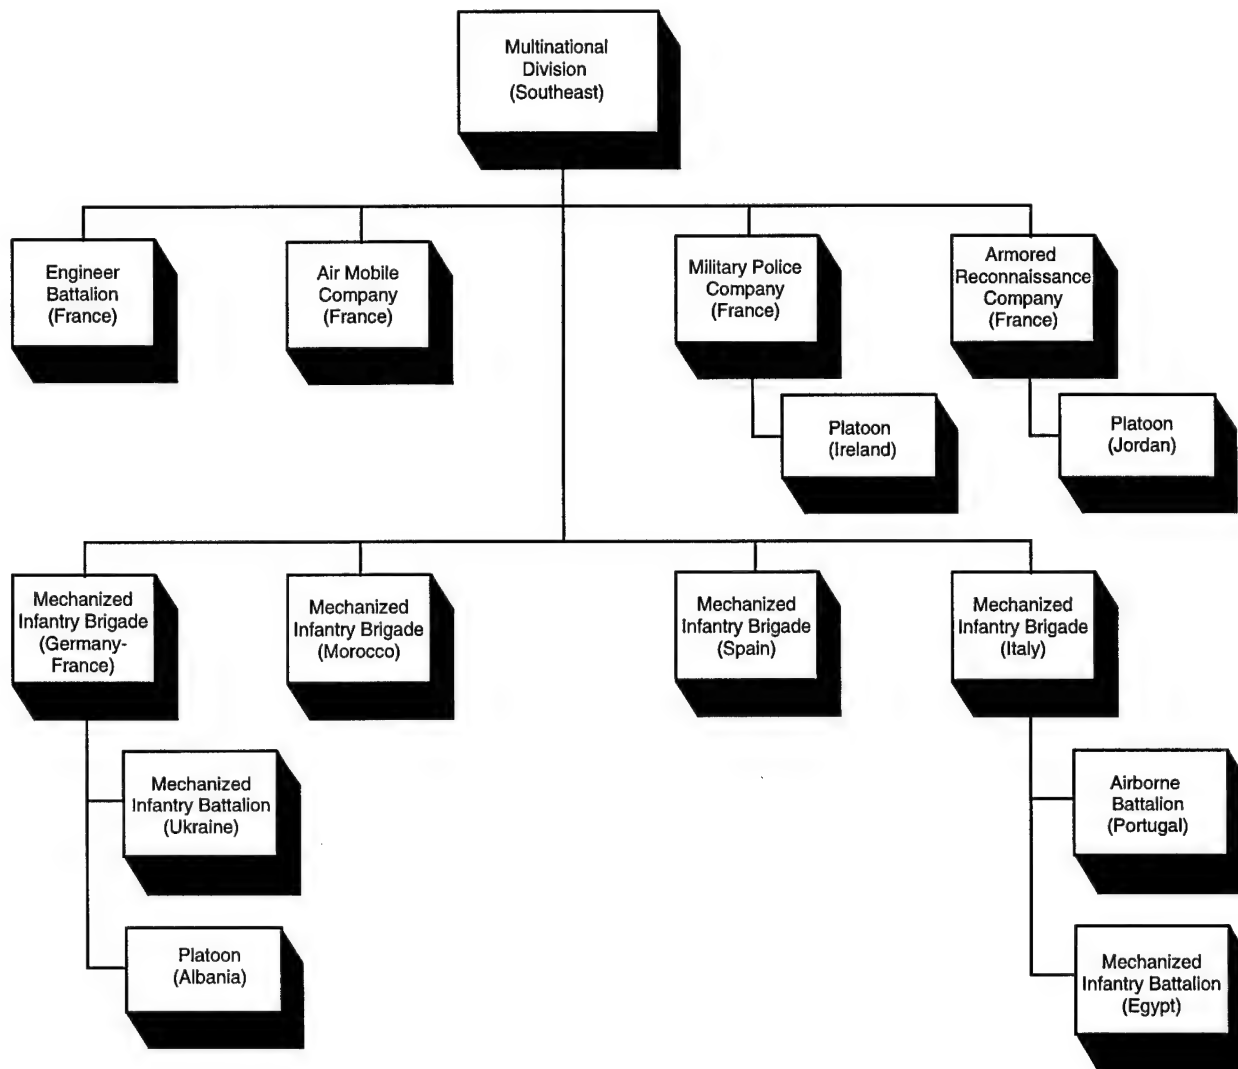 Multinational
Division
(Southeast)
Engineer
Battalion
(France)
Air Mobile
Company
(France)
Military Police
Company
(France)
Armored
Reconnaissance
Company
(France)
Platoon
(Ireland)
Platoon
(Jordan)
Mechanized
Infantry Brigade
(Germany-
France)
Mechanized
Infantry Brigade
(Morocco)
Mechanized
Infantry Brigade
(Spain)
Mechanized
Infantry Brigade
(Italy)
Mechanized
Infantry Battalion
(Ukraine)
Airborne
Battalion
(Portugal)
Platoon
(Albania)
Mechanized
Infantry Battalion
(Egypt)